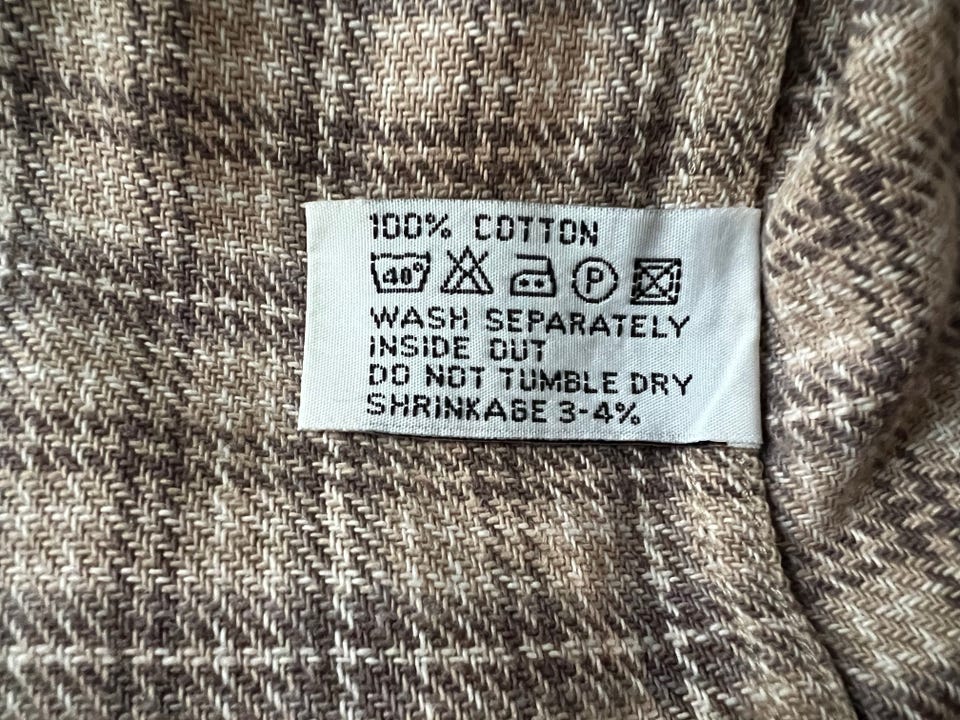 100% COTTON
40° P
WASH SEPARATELY
INSIDE OUT
DO NOT TUMBLE DRY
SHRINKAGE 3-4%